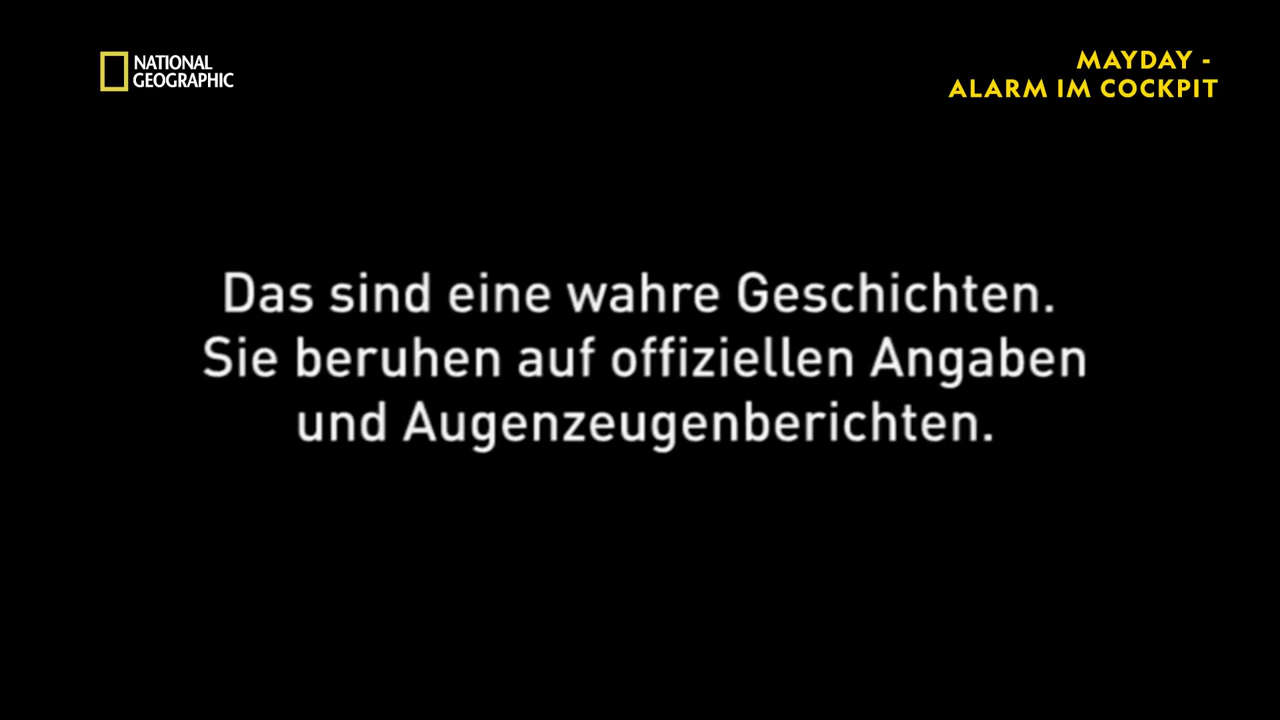 NATIONAL
GEOGRAPHIC
MAYDAY -
ALARM IM COCKPIT
Das sind eine wahre Geschichten.
Sie beruhen auf offiziellen Angaben
und Augenzeugenberichten.